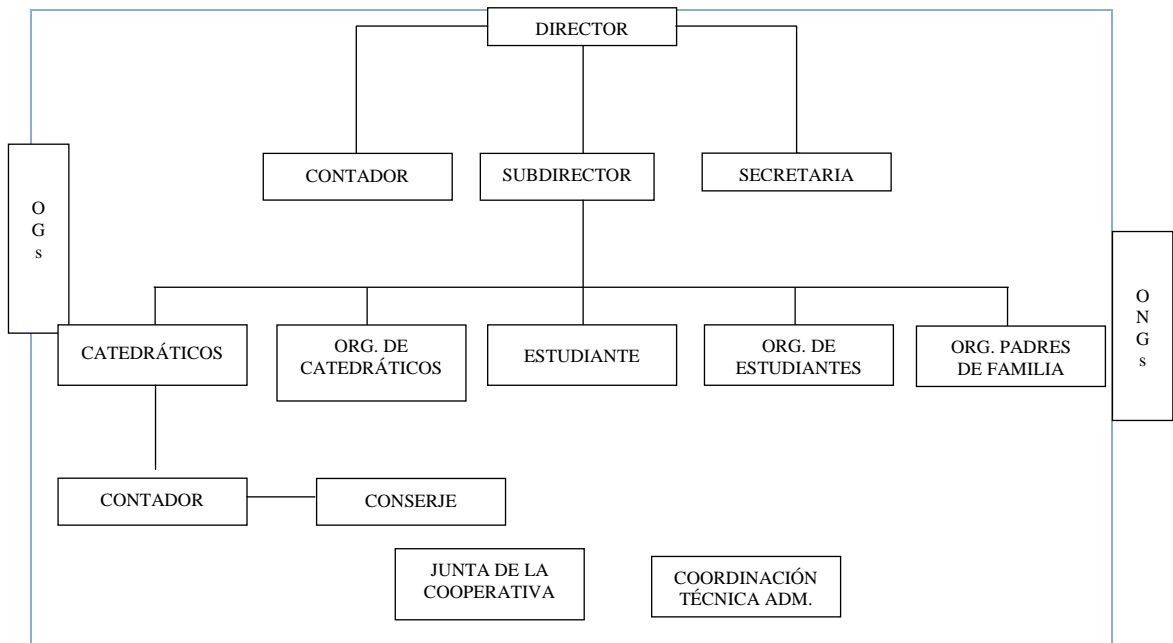 DIRECTOR
CONTADOR
SUBDIRECTOR
SECRETARIA
O
G
s
O
N
G
s
CATEDRÁTICOS
ORG. DE
CATEDRÁTICOS
ESTUDIANTE
ORG. DE
ESTUDIANTES
ORG. PADRES
DE FAMILIA
CONTADOR
CONSERJE
JUNTA DE LA
COOPERATIVA
COORDINACIÓN
TÉCNICA ADM.